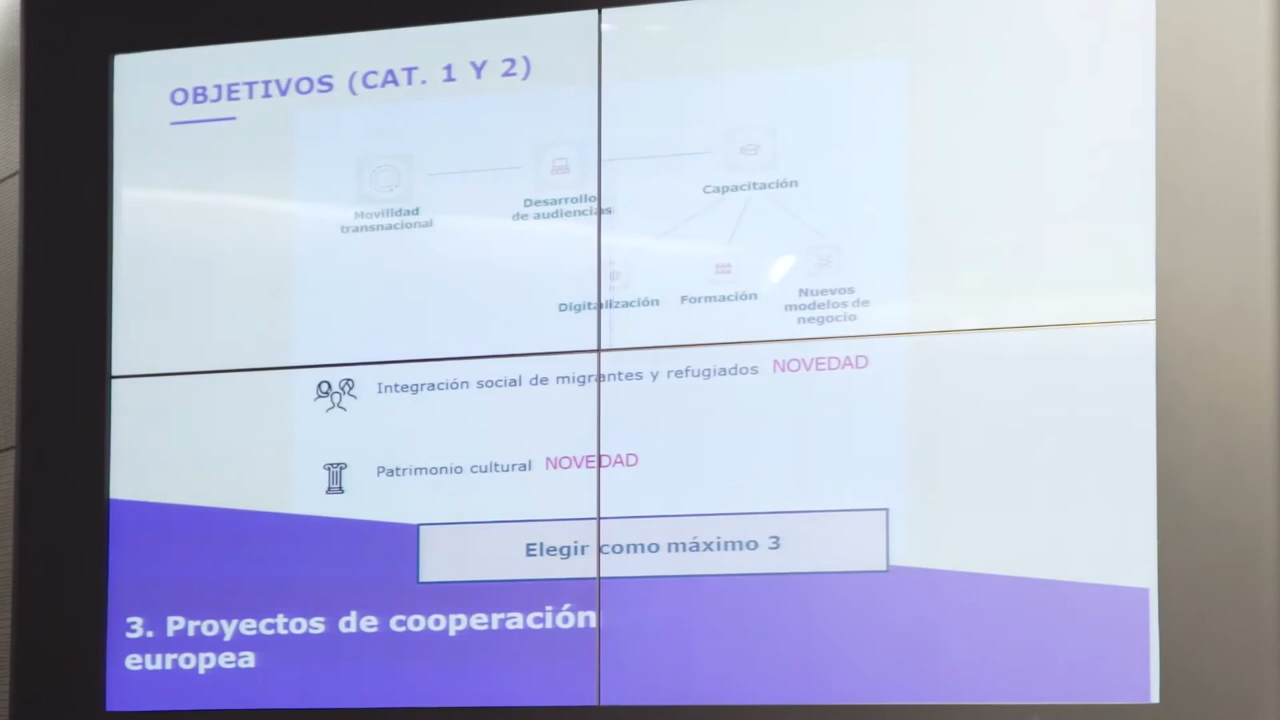 OBJETIVOS (CAT. 1 Y 2)
Movilidad
transnacional
Desarrollo
de audiencias
Capacitación
Digitalización
Formación
Nuevos
modelos de
negocio
Integración social de migrantes y refugiados NOVEDAD
Patrimonio cultural NOVEDAD
Elegir como máximo 3
3. Proyectos de cooperación
europea